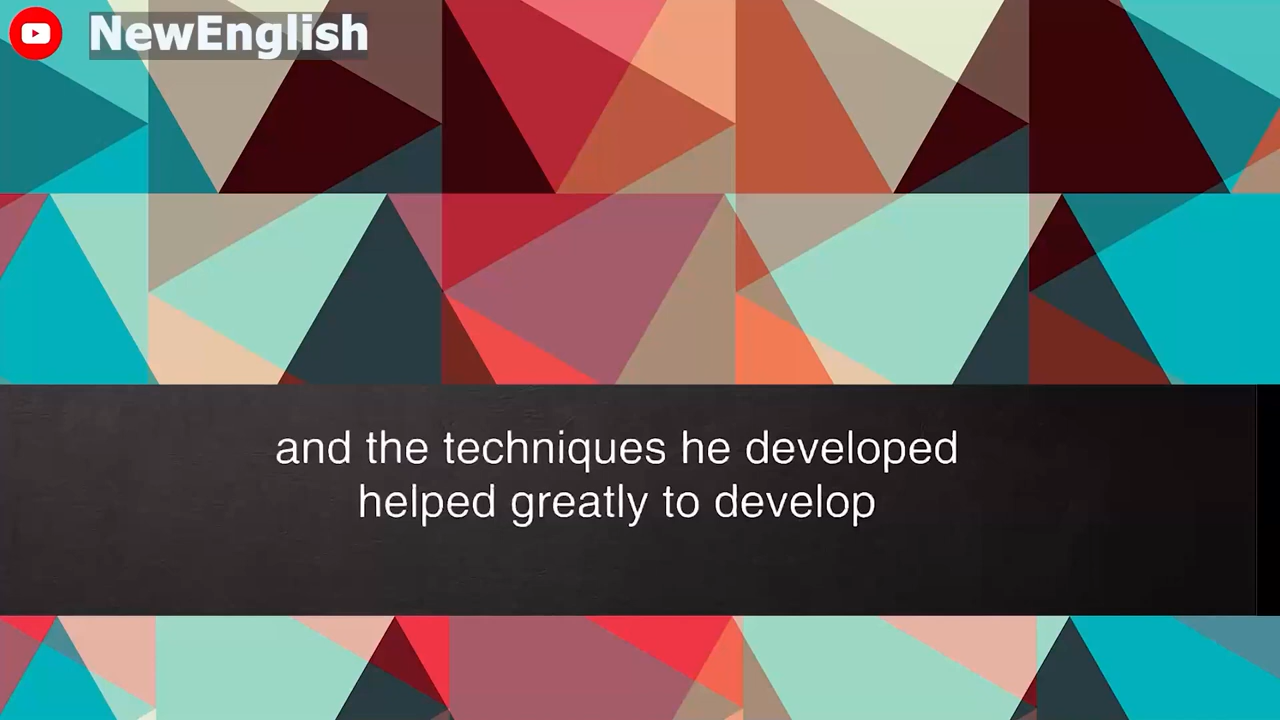 NewEnglish
and the techniques he developed
helped greatly to develop